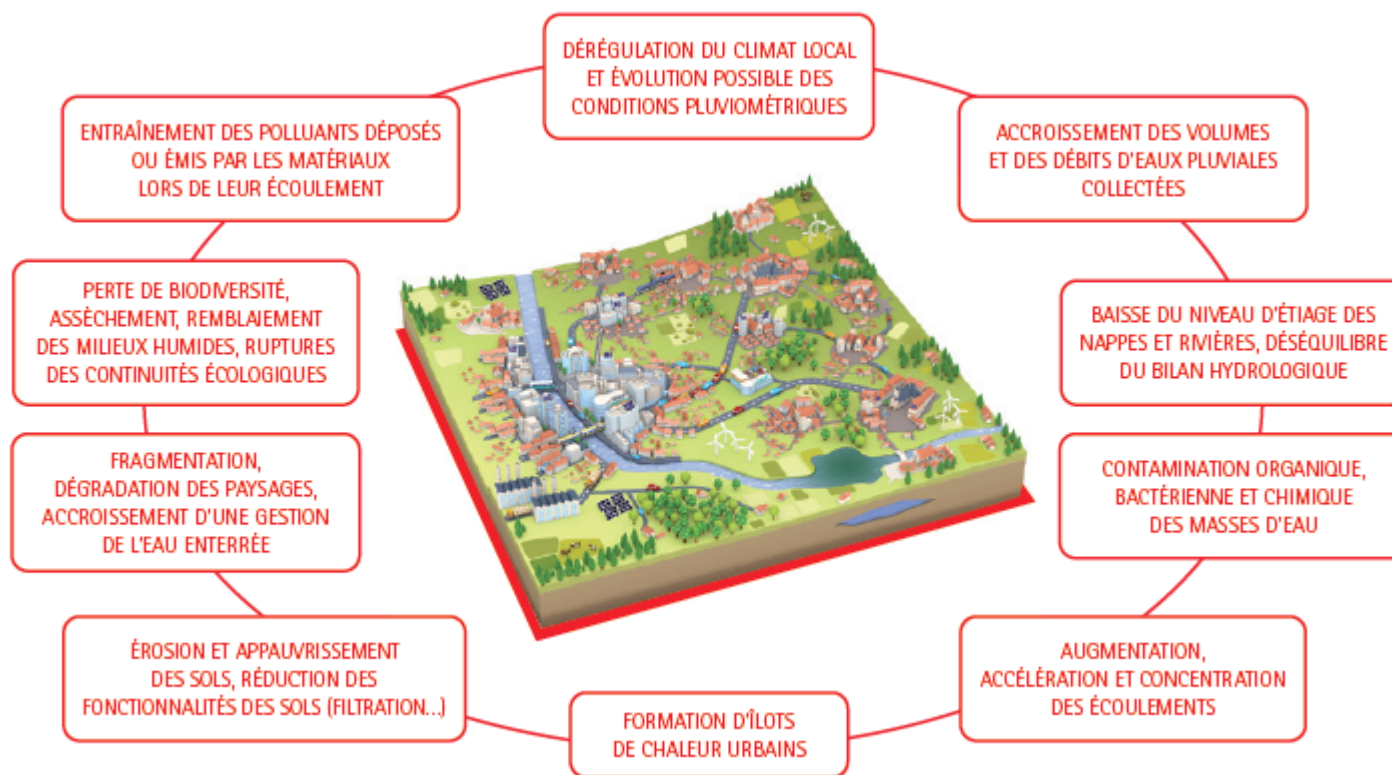 DÉRÉGULATION DU CLIMAT LOCAL
ET ÉVOLUTION POSSIBLE DES
CONDITIONS PLUVIOMÉTRIQUES
ENTRAÎNEMENT DES POLLUANTS DÉPOSÉS
OU ÉMIS PAR LES MATÉRIAUX
LORS DE LEUR ÉCOULEMENT
ACCROISSEMENT DES VOLUMES
ET DES DÉBITS D'EAUX PLUVIALES
COLLECTÉES
PERTE DE BIODIVERSITÉ,
ASSÈCHEMENT, REMBLAIEMENT
DES MILIEUX HUMIDES, RUPTURES
DES CONTINUITÉS ÉCOLOGIQUES
BAISSE DU NIVEAU D'ÉTIAGE DES
NAPPES ET RIVIÈRES, DÉSÉQUILIBRE
DU BILAN HYDROLOGIQUE
FRAGMENTATION,
DÉGRADATION DES PAYSAGES,
ACCROISSEMENT D'UNE GESTION
DE L'EAU ENTERRÉE
CONTAMINATION ORGANIQUE,
BACTÉRIENNE ET CHIMIQUE
DES MASSES D'EAU
ÉROSION ET APPAUVRISSEMENT
DES SOLS, RÉDUCTION DES
FONCTIONNALITÉS DES SOLS (FILTRATION...)
AUGMENTATION,
ACCÉLÉRATION ET CONCENTRATION
DES ÉCOULEMENTS
FORMATION D'ÎLOTS
DE CHALEUR URBAINS